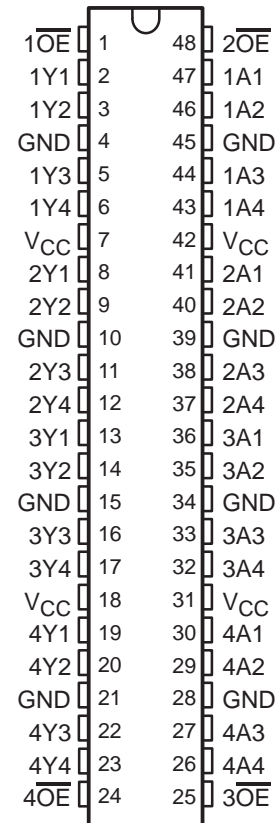 1O̅E̅ 1 48 2O̅E̅
1Y1 2 47 1A1
1Y2 3 46 1A2
GND 4 45 GND
1Y3 5 44 1A3
1Y4 6 43 1A4
VCC 7 42 VCC
2Y1 8 41 2A1
2Y2 9 40 2A2
GND 10 39 GND
2Y3 11 38 2A3
2Y4 12 37 2A4
3Y1 13 36 3A1
3Y2 14 35 3A2
GND 15 34 GND
3Y3 16 33 3A3
3Y4 17 32 3A4
VCC 18 31 VCC
4Y1 19 30 4A1
4Y2 20 29 4A2
GND 21 28 GND
4Y3 22 27 4A3
4Y4 23 26 4A4
4O̅E̅ 24 25 3O̅E̅